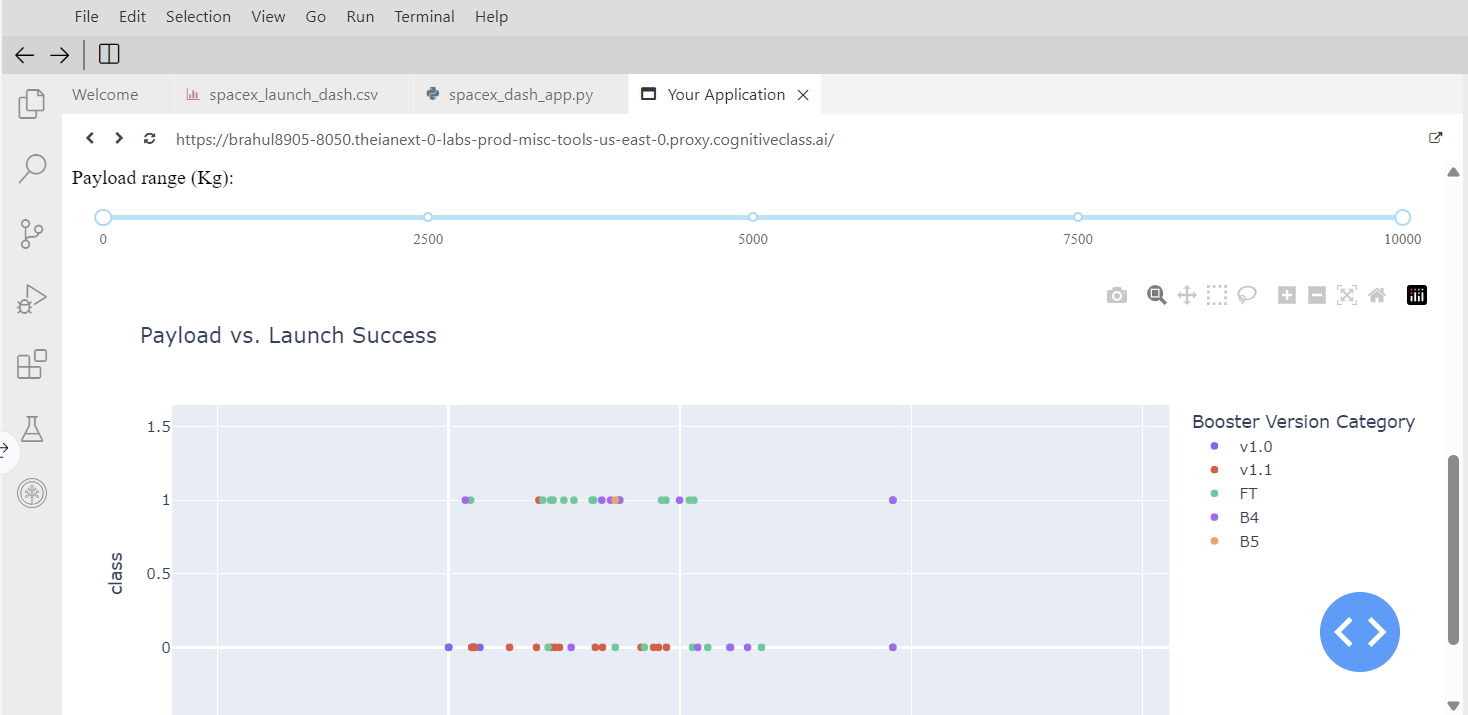 File Edit Selection View Go Run Terminal Help
Welcome spacex_launch_dash.csv spacex_dash_app.py Your Application
https://brahul8905-8050.theianext-0-labs-prod-misc-tools-us-east-0.proxy.cognitiveclass.ai/
Payload range (Kg):
0 2500 5000 7500 10000
Payload vs. Launch Success
Booster Version Category
v1.0
v1.1
FT
B4
B5
1.5
1
0.5
0
class